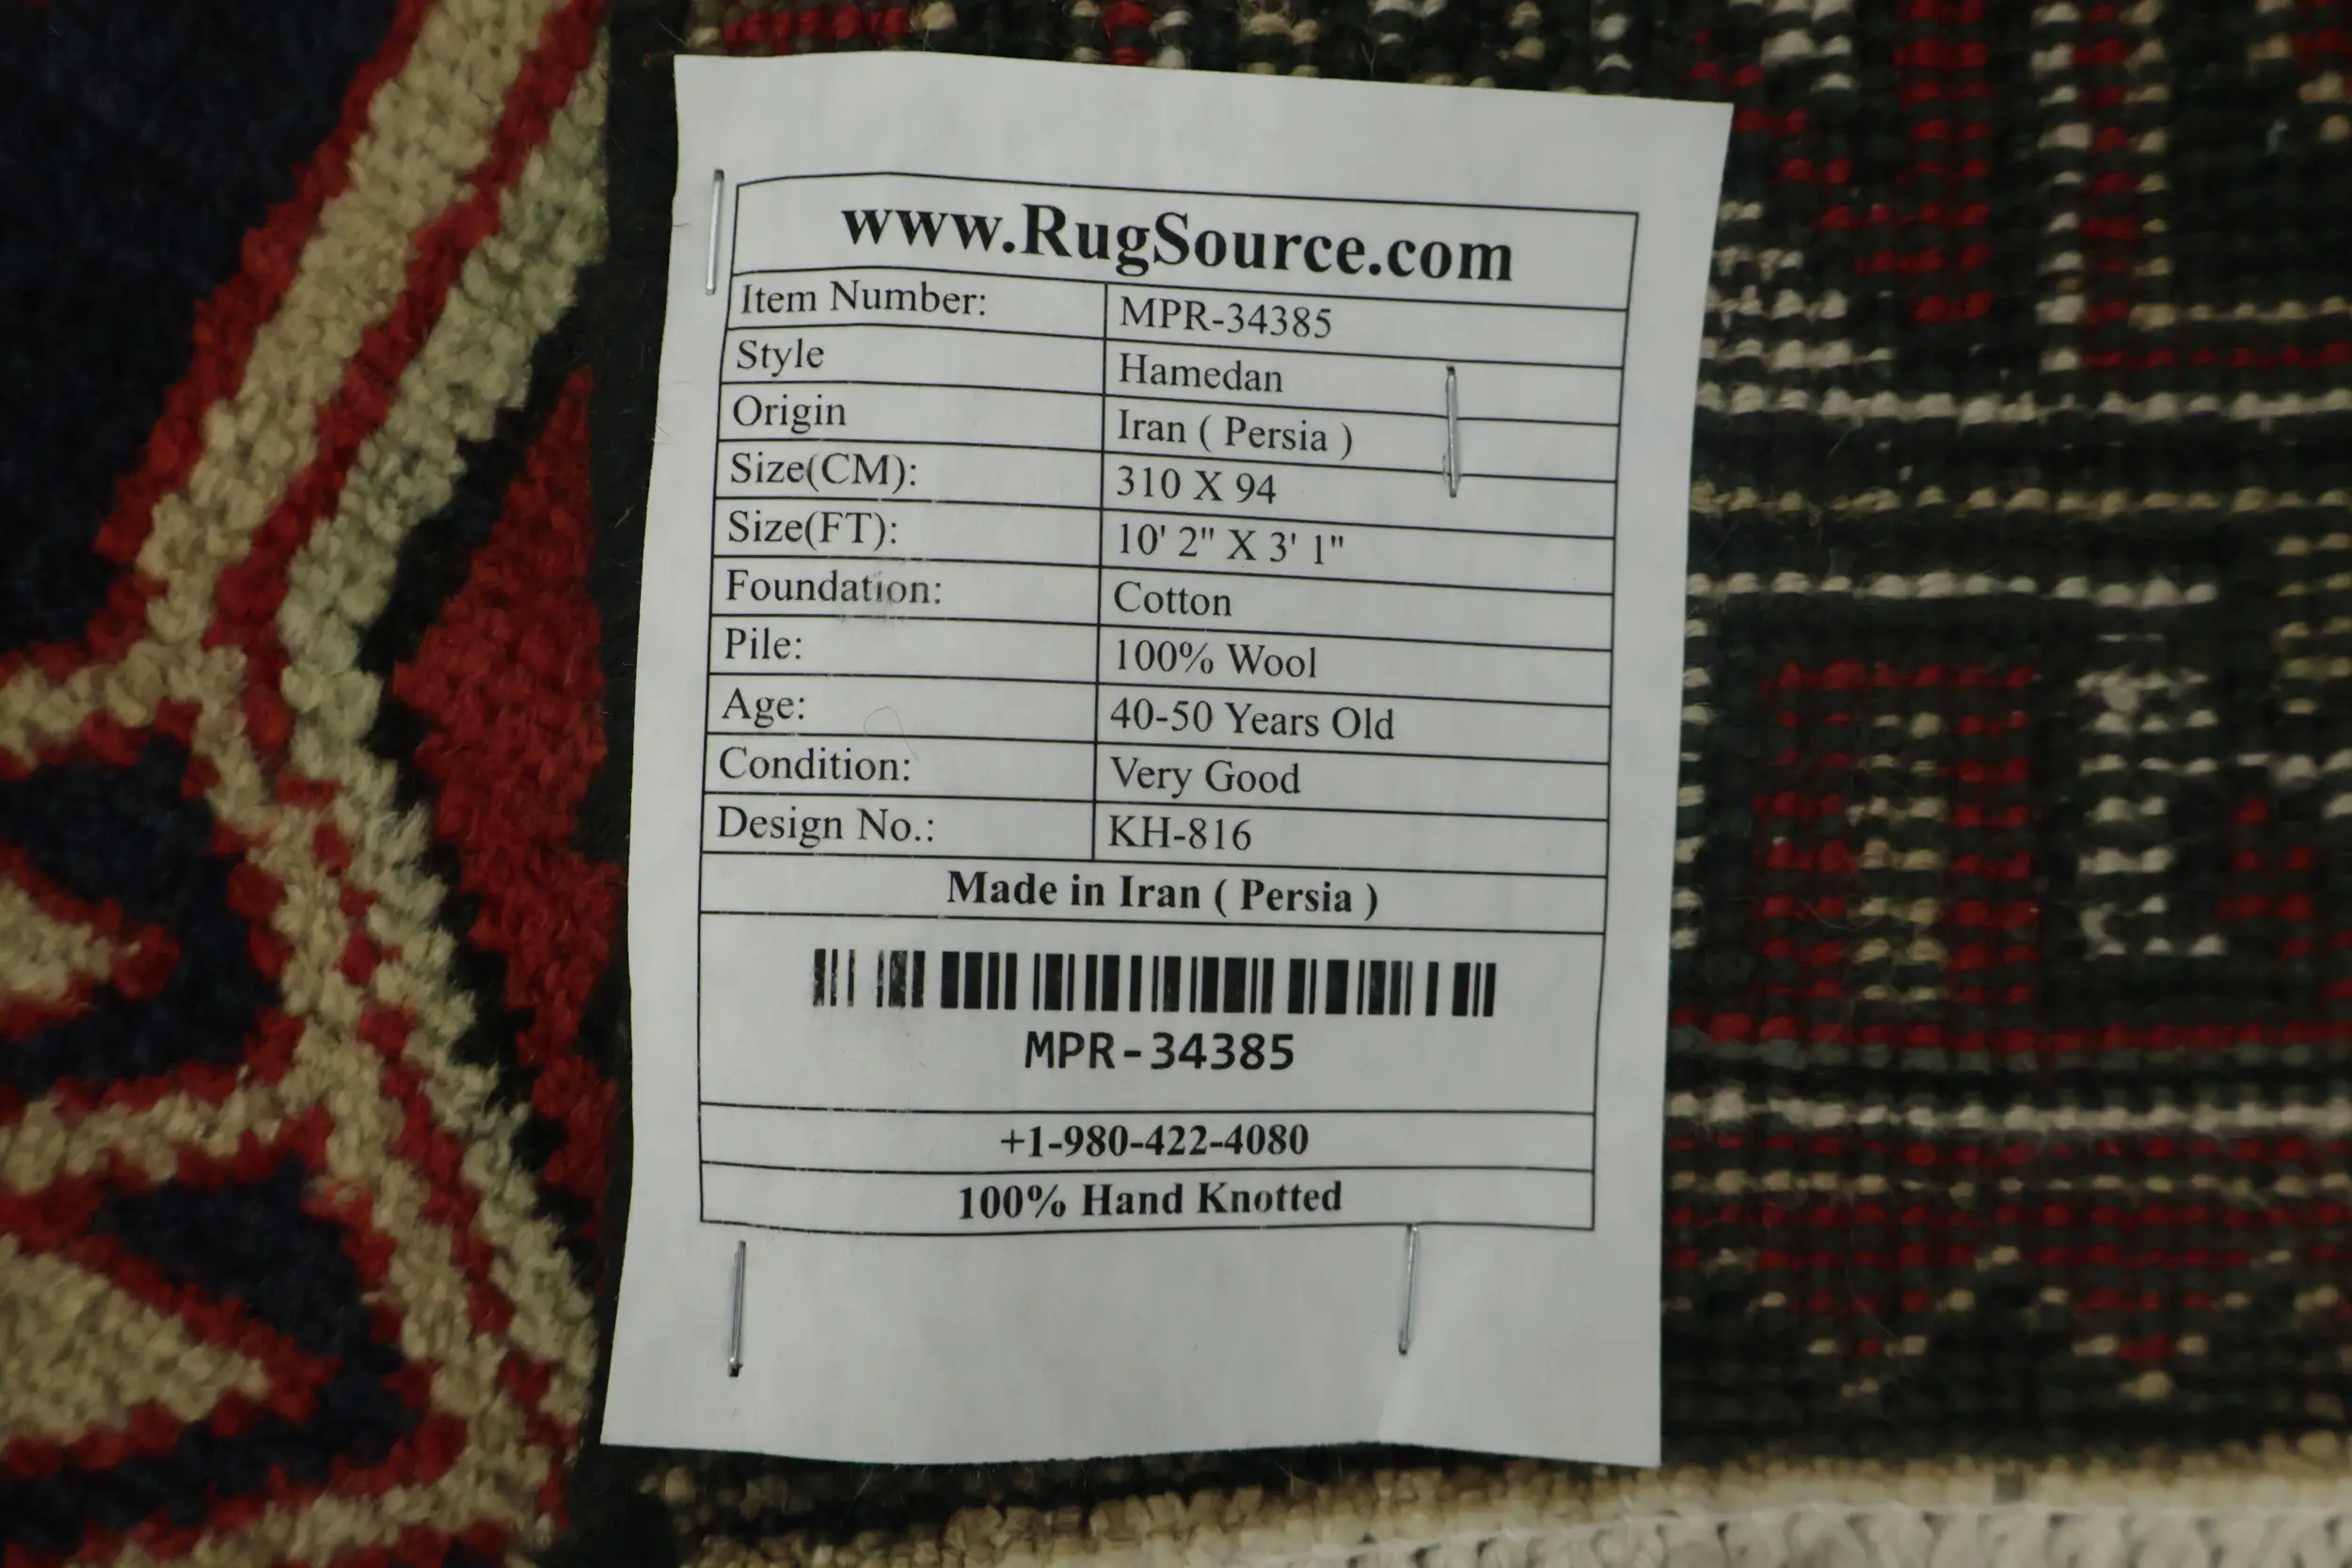 www.RugSource.com
Item Number: MPR-34385
Style Hamedan
Origin Iran ( Persia )
Size(CM): 310 X 94
Size(FT): 10' 2" X 3' 1"
Foundation: Cotton
Pile: 100% Wool
Age: 40-50 Years Old
Condition: Very Good
Design No.: KH-816
Made in Iran ( Persia )
MPR-34385
+1-980-422-4080
100% Hand Knotted